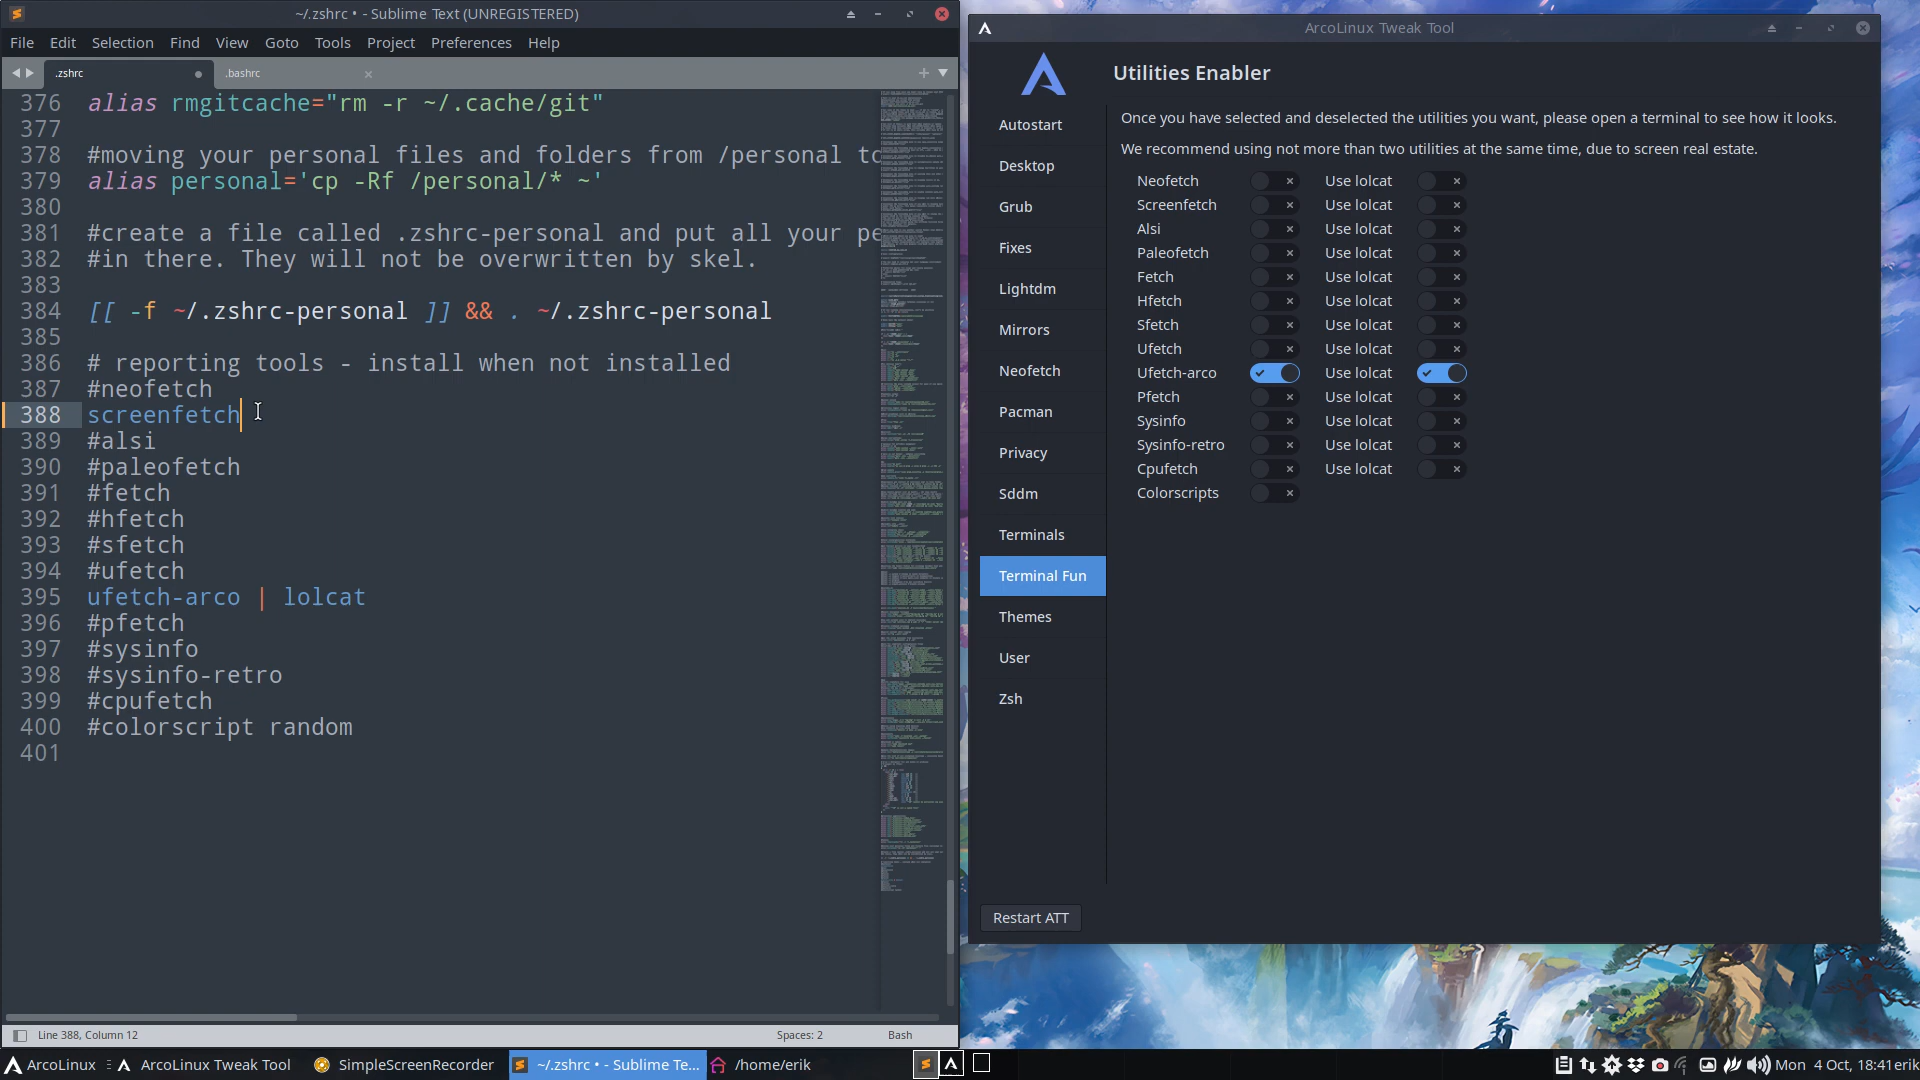 ~/.zshrc • - Sublime Text (UNREGISTERED)
File Edit Selection Find View Goto Tools Project Preferences Help
.zshrc
.bashrc
376 alias rmgitcache="rm -r ~/.cache/git"
377
378 #moving your personal files and folders from /personal to
379 alias personal='cp -Rf /personal/* ~'
380
381 #create a file called .zshrc-personal and put all your pe
382 #in there. They will not be overwritten by skel.
383
384 [[ -f ~/.zshrc-personal ]] && . ~/.zshrc-personal
385
386 # reporting tools - install when not installed
387 #neofetch
388 screenfetch
389 #alsi
390 #paleofetch
391 #fetch
392 #hfetch
393 #sfetch
394 #ufetch
395 ufetch-arco | lolcat
396 #pfetch
397 #sysinfo
398 #sysinfo-retro
399 #cpufetch
400 #colorscript random
401
Line 388, Column 12
Spaces: 2
Bash
ArcoLinux Tweak Tool
Autostart
Desktop
Grub
Fixes
Lightdm
Mirrors
Neofetch
Pacman
Privacy
Sddm
Terminals
Terminal Fun
Themes
User
Zsh
Restart ATT
Utilities Enabler
Once you have selected and deselected the utilities you want, please open a terminal to see how it looks.
We recommend using not more than two utilities at the same time, due to screen real estate.
Neofetch Use lolcat
Screenfetch Use lolcat
Alsi Use lolcat
Paleofetch Use lolcat
Fetch Use lolcat
Hfetch Use lolcat
Sfetch Use lolcat
Ufetch Use lolcat
Ufetch-arco Use lolcat
Pfetch Use lolcat
Sysinfo Use lolcat
Sysinfo-retro Use lolcat
Cpufetch Use lolcat
Colorscripts
ArcoLinux
ArcoLinux Tweak Tool
SimpleScreenRecorder
~/.zshrc • - Sublime Te...
/home/erik
Mon 4 Oct, 18:41 erik